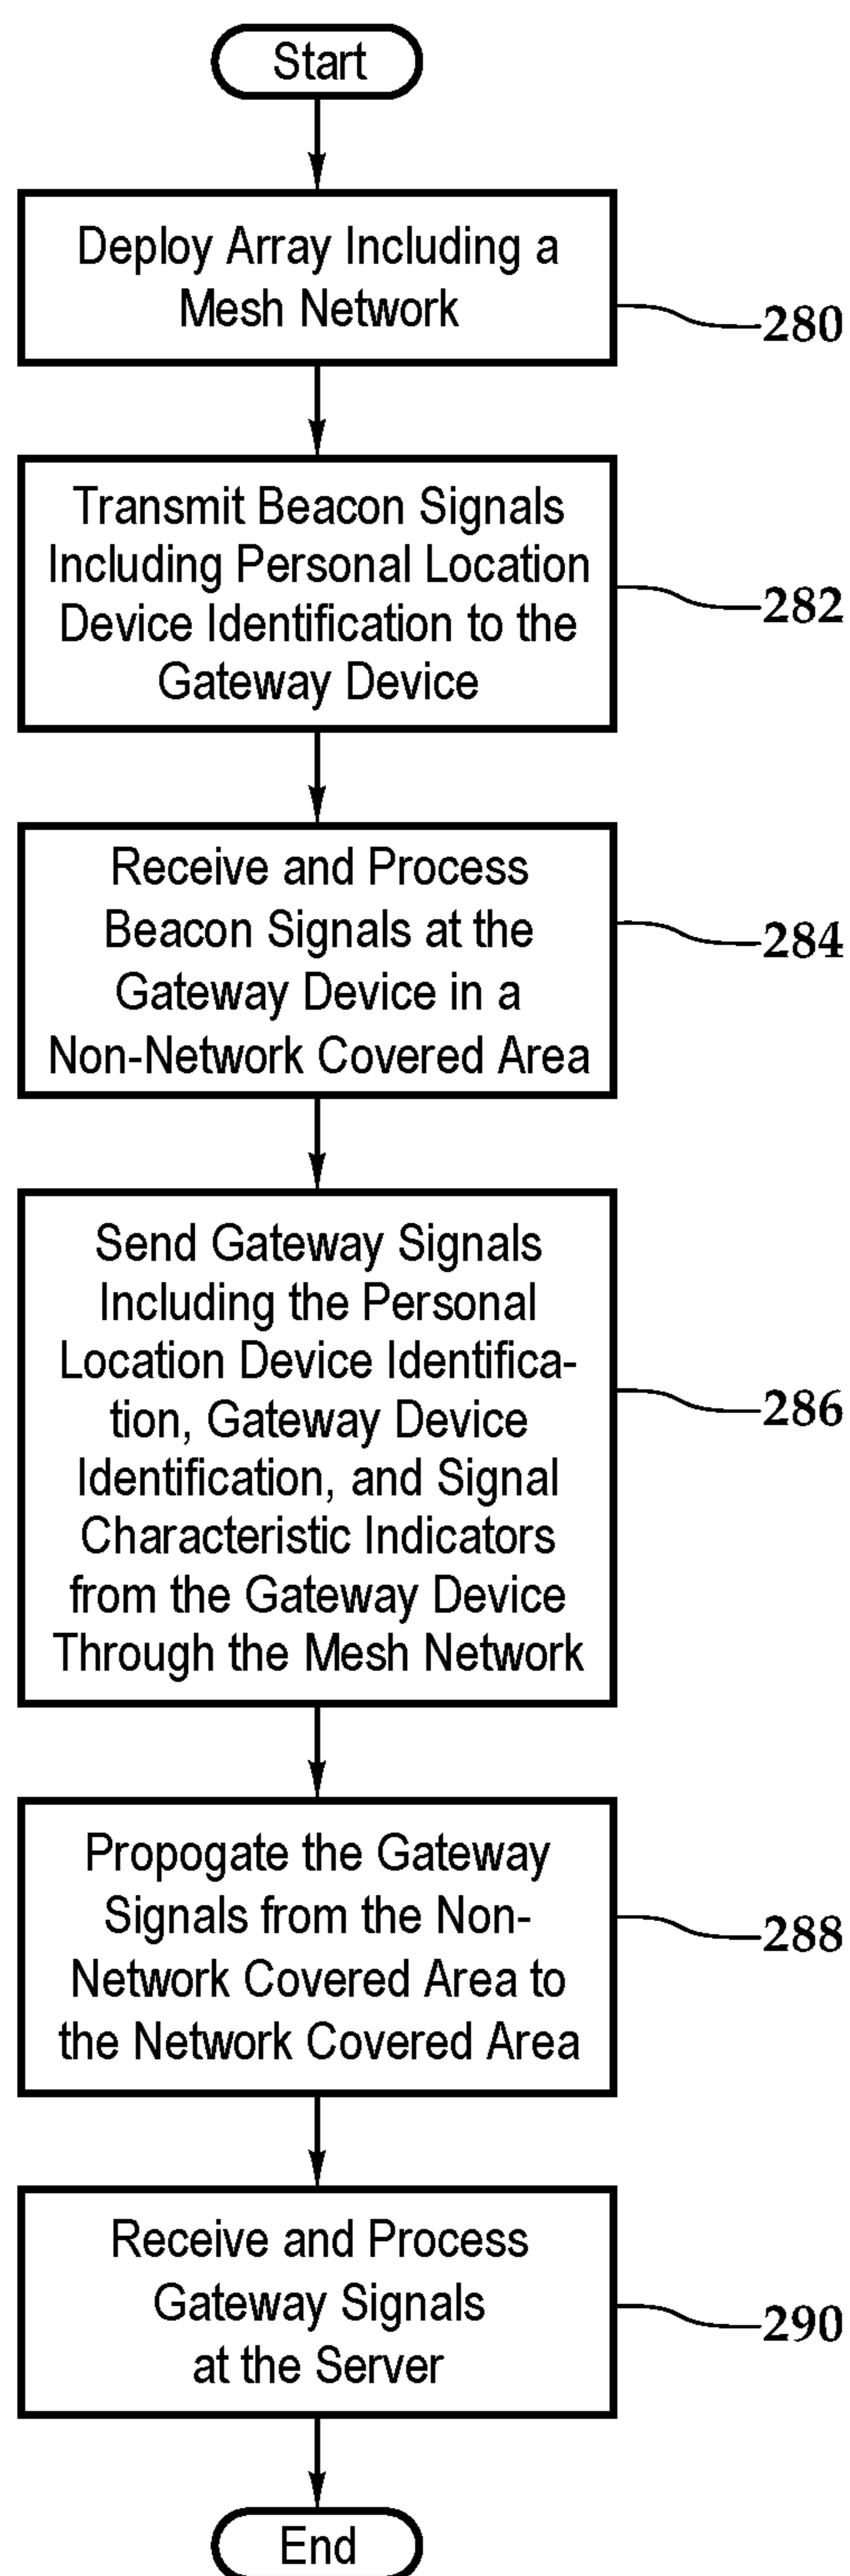 Start
Deploy Array Including a
Mesh Network
280
Transmit Beacon Signals
Including Personal Location
Device Identification to the
Gateway Device
282
Receive and Process
Beacon Signals at the
Gateway Device in a
Non-Network Covered Area
284
Send Gateway Signals
Including the Personal
Location Device Identifica-
tion, Gateway Device
Identification, and Signal
Characteristic Indicators
from the Gateway Device
Through the Mesh Network
286
Propogate the Gateway
Signals from the Non-
Network Covered Area to
the Network Covered Area
288
Receive and Process
Gateway Signals
at the Server
290
End